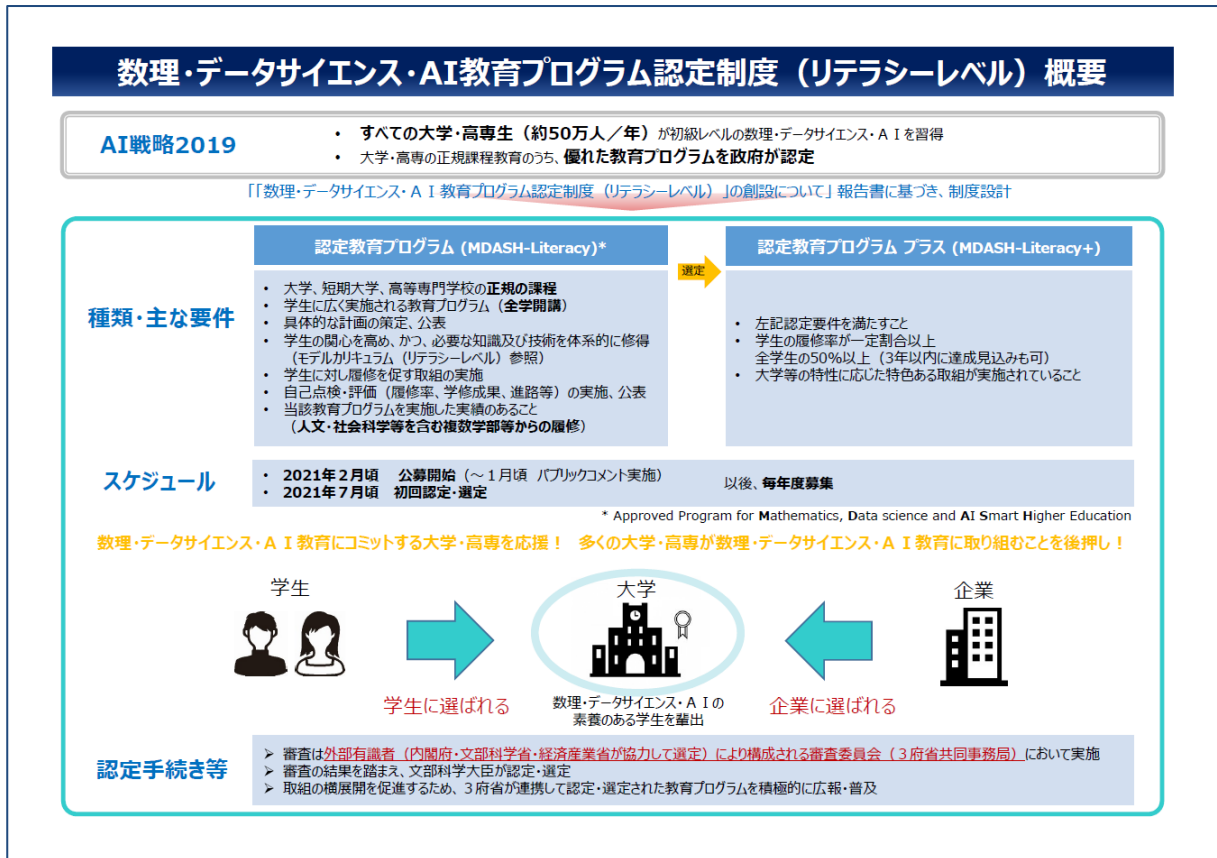 数理・データサイエンス・AI教育プログラム認定制度（リテラシーレベル）概要
AI戦略2019
• すべての大学・高専生（約50万人／年）が初級レベルの数理・データサイエンス・ＡＩを習得
• 大学・高専の正規課程教育のうち、優れた教育プログラムを政府が認定
「「数理・データサイエンス・ＡＩ教育プログラム認定制度（リテラシーレベル）」の創設について」報告書に基づき、制度設計
種類・主な要件
認定教育プログラム (MDASH-Literacy)*
• 大学、短期大学、高等専門学校の正規の課程
• 学生に広く実施される教育プログラム（全学開講）
• 具体的な計画の策定、公表
• 学生の関心を高め、かつ、必要な知識及び技術を体系的に修得
（モデルカリキュラム（リテラシーレベル）参照）
• 学生に対し履修を促す取組の実施
• 自己点検・評価（履修率、学修成果、進路等）の実施、公表
• 当該教育プログラムを実施した実績のあること
（人文・社会科学等を含む複数学部等からの履修）
選定
認定教育プログラム プラス (MDASH-Literacy+)
• 左記認定要件を満たすこと
• 学生の履修率が一定割合以上
全学生の50%以上（3年以内に達成見込みも可）
• 大学等の特性に応じた特色ある取組が実施されていること
スケジュール
• 2021年２月頃 公募開始（～１月頃 パブリックコメント実施）
• 2021年７月頃 初回認定・選定
以後、毎年度募集
* Approved Program for Mathematics, Data science and AI Smart Higher Education
数理・データサイエンス・ＡＩ教育にコミットする大学・高専を応援！ 多くの大学・高専が数理・データサイエンス・ＡＩ教育に取り組むことを後押し！
学生
大学
企業
学生に選ばれる
数理・データサイエンス・ＡＩの
素養のある学生を輩出
企業に選ばれる
認定手続き等
➢ 審査は外部有識者（内閣府・文部科学省・経済産業省が協力して選定）により構成される審査委員会（３府省共同事務局）において実施
➢ 審査の結果を踏まえ、文部科学大臣が認定・選定
➢ 取組の横展開を促進するため、３府省が連携して認定・選定された教育プログラムを積極的に広報・普及